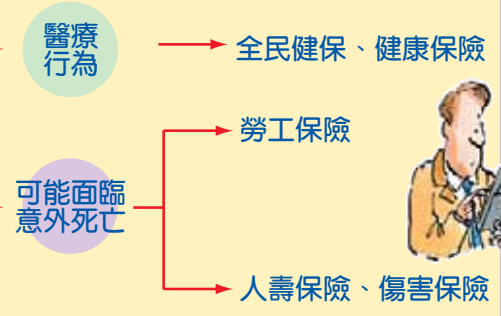 醫療
行為
全民健保、健康保險
勞工保險
可能面臨
意外死亡
人壽保險、傷害保險